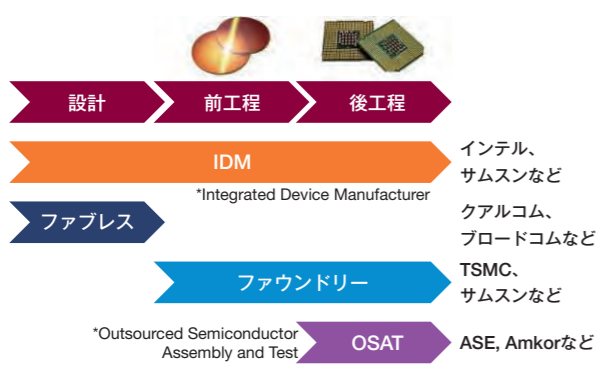 設計
前工程
後工程
IDM
インテル、
サムスンなど
*Integrated Device Manufacturer
ファブレス
クアルコム、
ブロードコムなど
ファウンドリー
TSMC、
サムスンなど
*Outsourced Semiconductor
Assembly and Test
OSAT
ASE, Amkorなど